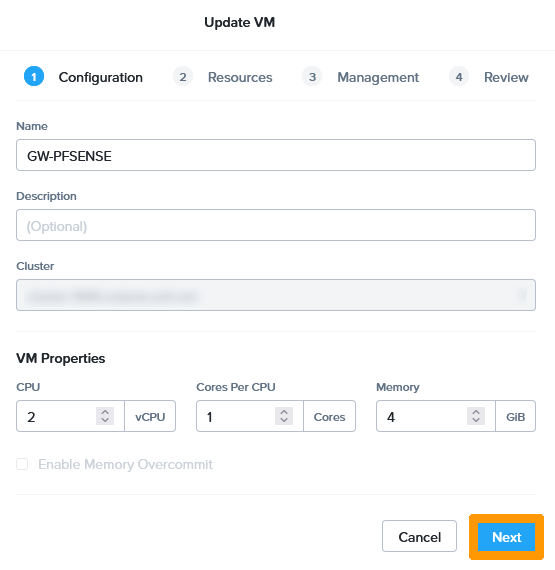 Update VM
1 Configuration 2 Resources 3 Management 4 Review
Name
GW-PFSENSE
Description
(Optional)
Cluster
VM Properties
CPU Cores Per CPU Memory
2 vCPU 1 Cores 4 GiB
Enable Memory Overcommit
Cancel Next